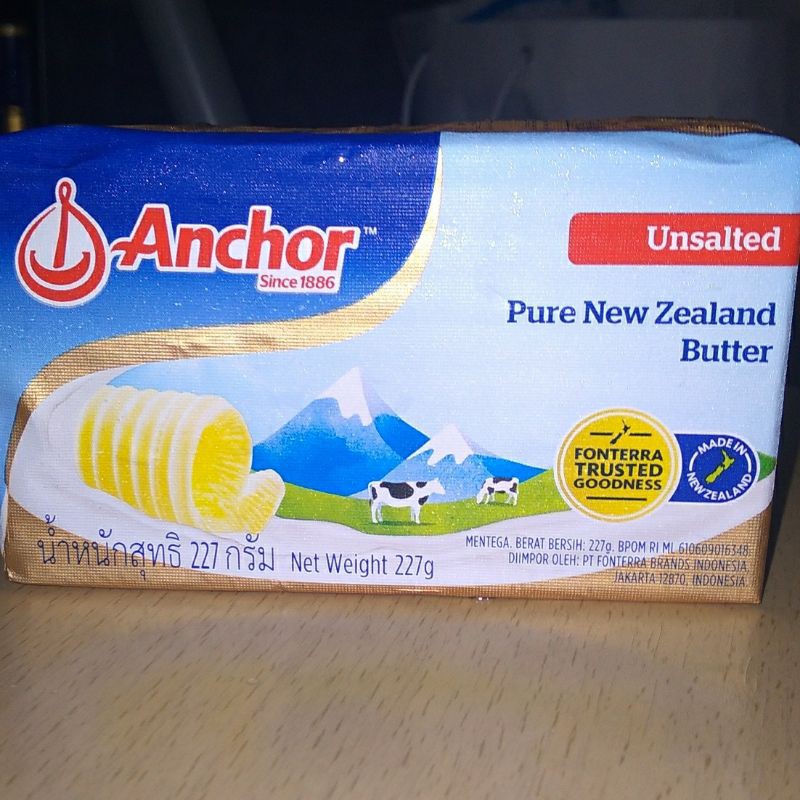 Anchor™
Since 1886
Unsalted
Pure New Zealand
Butter
FONTERRA
TRUSTED
GOODNESS
MADE IN
NEW ZEALAND
น้ำหนักสุทธิ 227 กรัม Net Weight 227g
MENTEGA. BERAT BERSIH: 227g. BPOM RI ML 610609016348
DIIMPOR OLEH: PT FONTERRA BRANDS INDONESIA
JAKARTA 12870, INDONESIA